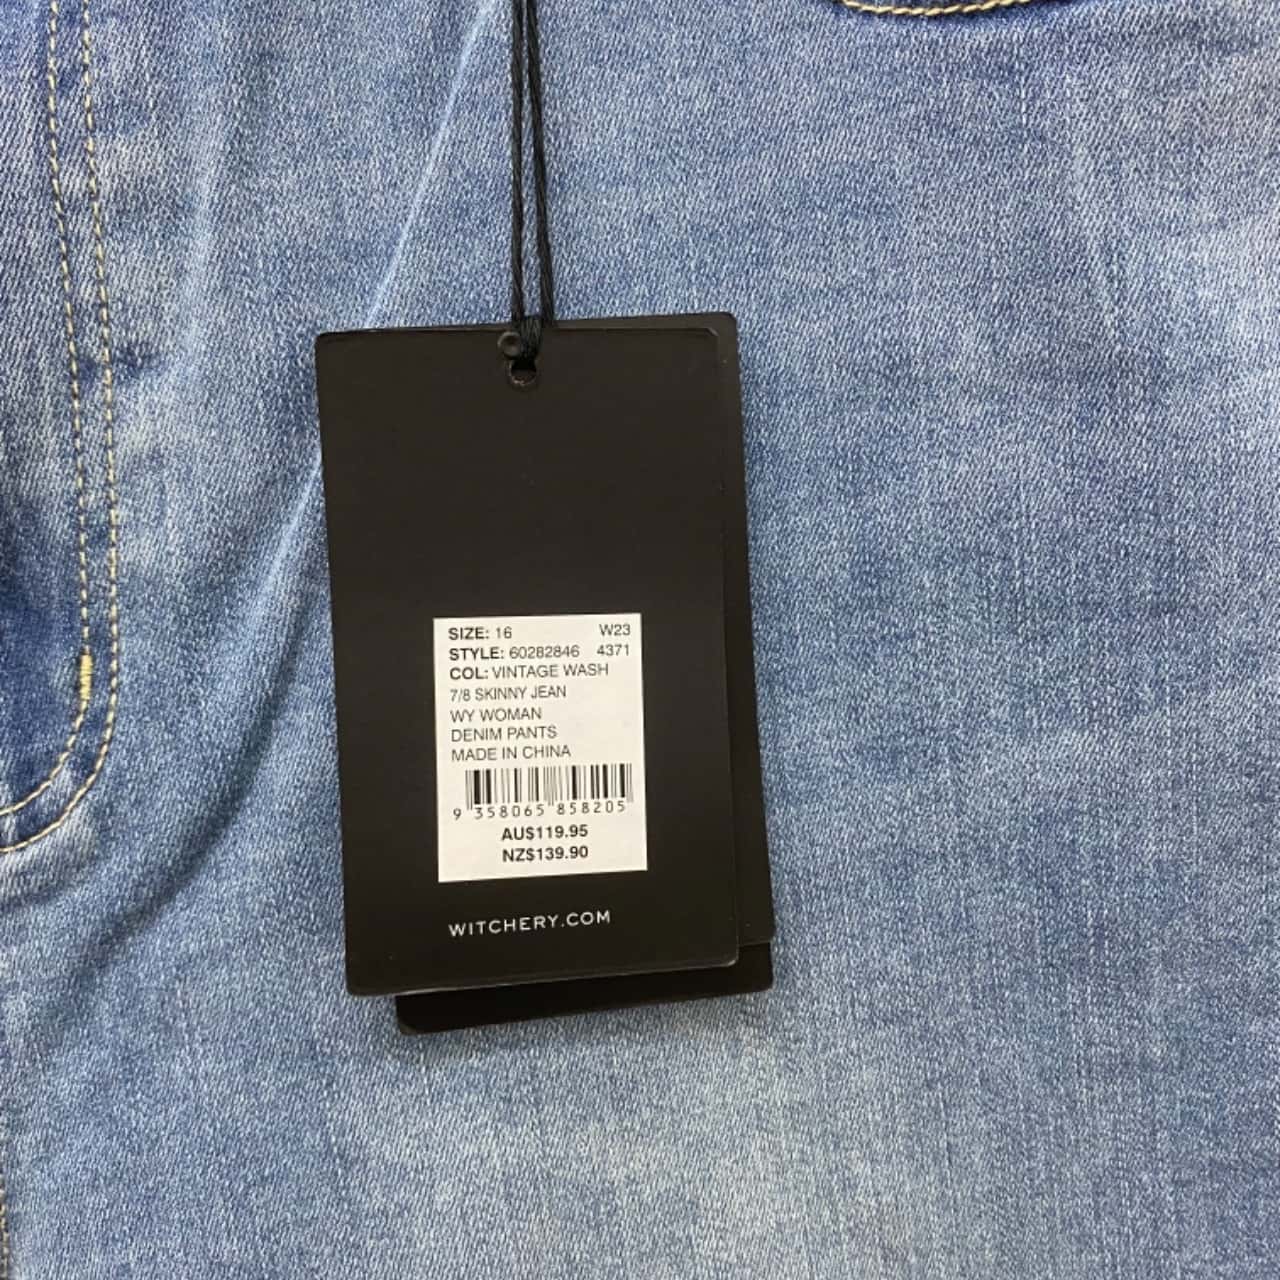 SIZE: 16 W23
STYLE: 60282846 4371
COL: VINTAGE WASH
7/8 SKINNY JEAN
WY WOMAN
DENIM PANTS
MADE IN CHINA
9 358065 858205
AU$119.95
NZ$139.90
WITCHERY.COM